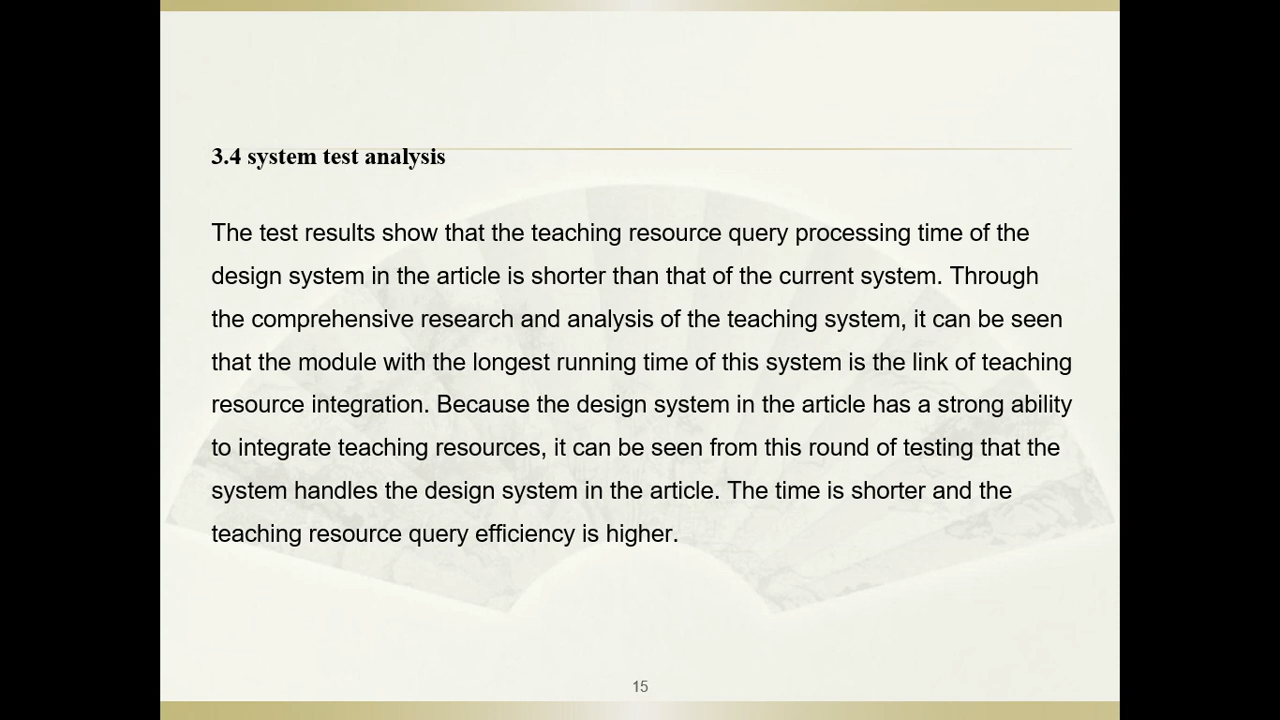 3.4 system test analysis
The test results show that the teaching resource query processing time of the
design system in the article is shorter than that of the current system. Through
the comprehensive research and analysis of the teaching system, it can be seen
that the module with the longest running time of this system is the link of teaching
resource integration. Because the design system in the article has a strong ability
to integrate teaching resources, it can be seen from this round of testing that the
system handles the design system in the article. The time is shorter and the
teaching resource query efficiency is higher.
15